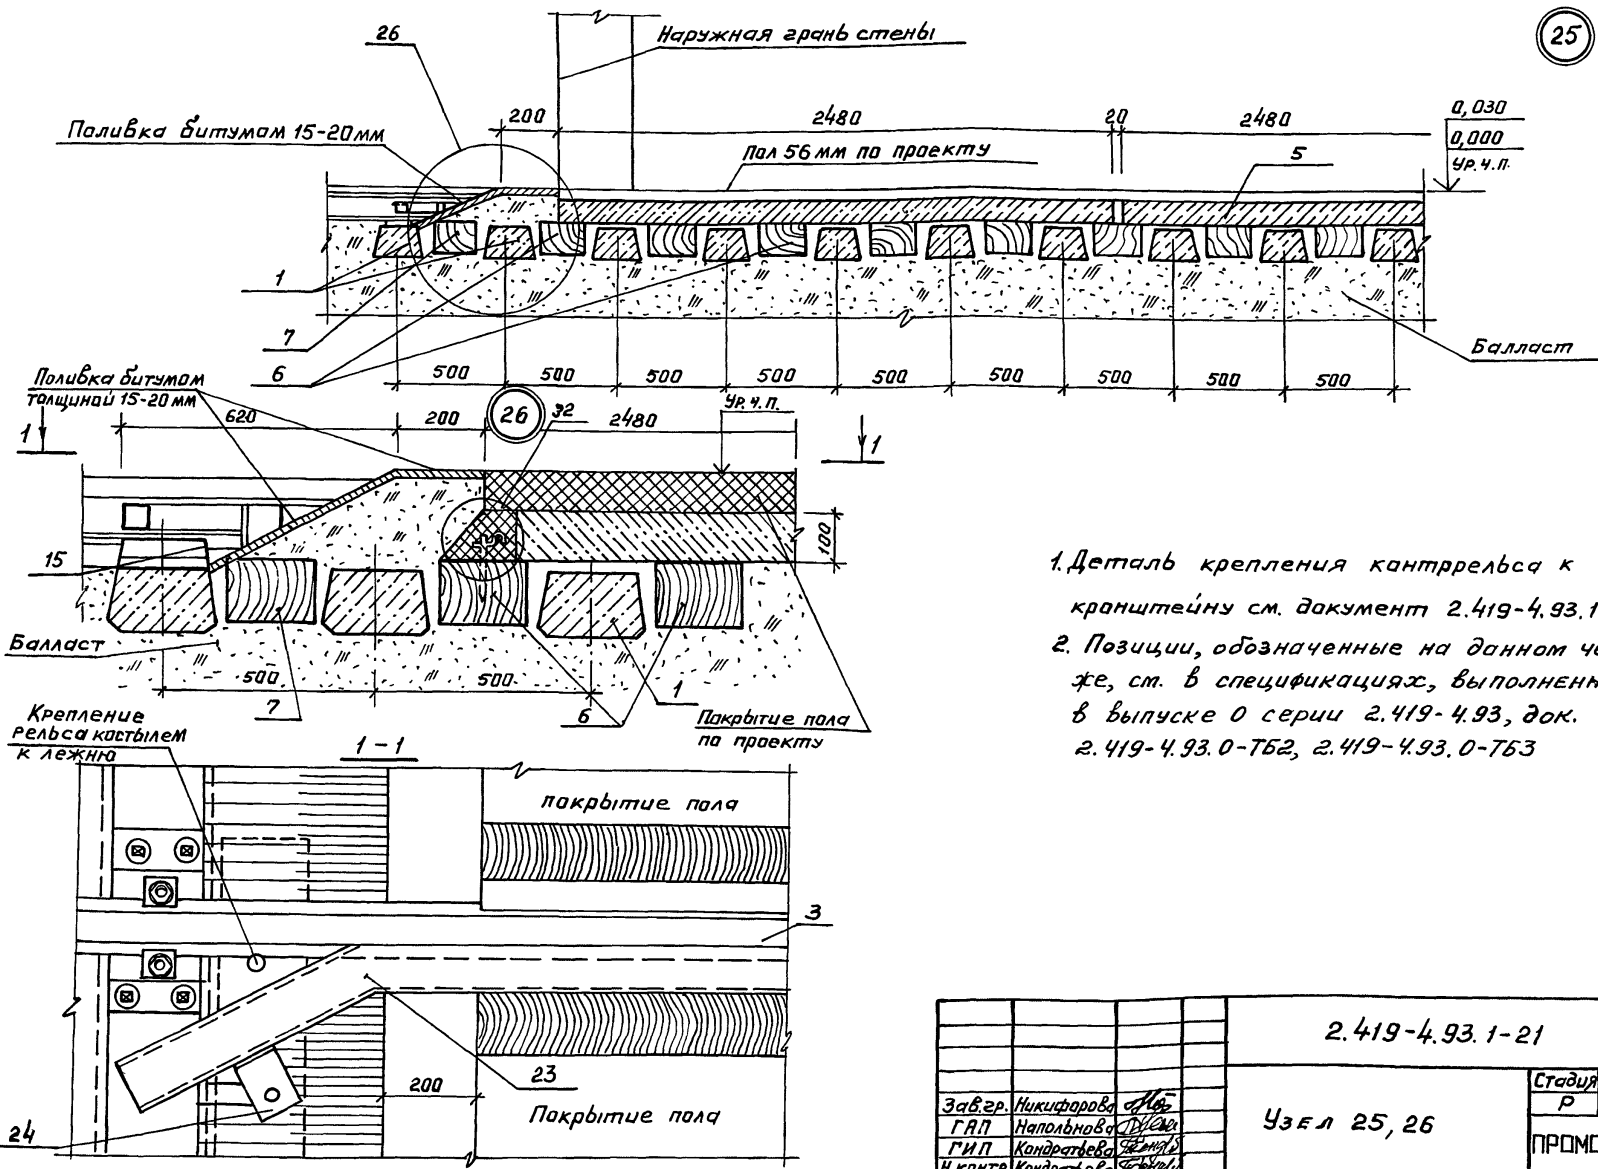 25
26
Наружная грань стены
Поливка битумом 15-20мм
200
2480
20
2480
0,030
0,000
Ур.ч.п.
Пол 56мм по проекту
5
1
7
6
500
500
500
500
500
500
500
500
500
Балласт
Поливка битумом
толщиной 15-20мм
1
620
200
26
32
2480
Ур.ч.п.
1
100
15
Балласт
500
500
7
6
1
Покрытие пола
по проекту
1. Деталь крепления контррельса к
кронштейну см. документ 2.419-4.93.1
2. Позиции, обозначенные на данном че
же, см. в спецификациях, выполненн
в выпуске 0 серии 2.419-4.93, док.
2.419-4.93.0-ТБ2, 2.419-4.93.0-ТБ3
Крепление
рельса костылем
к лежню
1-1
покрытие пола
3
23
200
Покрытие пола
24
2.419-4.93.1-21
Узел 25, 26
Стадия
Р
ПРОМС
Зав.гр. Никифорова
ГАП Напольнова
ГИП Кондратьева
Н.контр Кондратьева